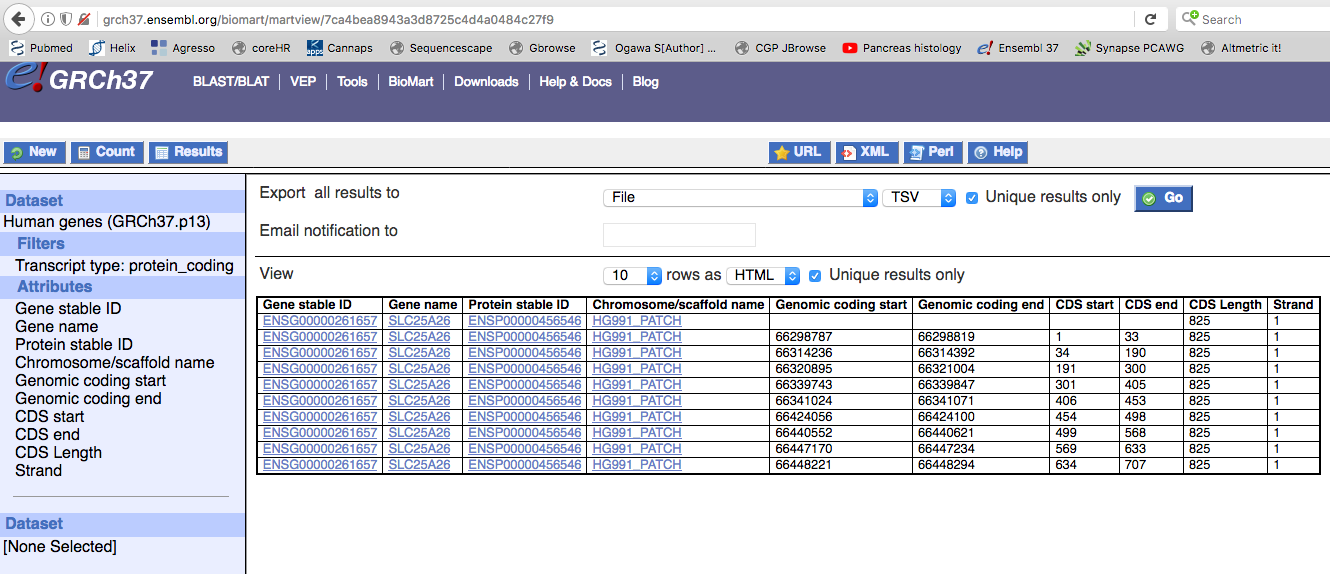 grch37.ensembl.org/biomart/martview/7ca4bea8943a3d8725c4d4a0484c27f9 Search
Pubmed Helix Agresso coreHR Cannaps Sequencescape Gbrowse Ogawa S[Author] ... CGP JBrowse Pancreas histology Ensembl 37 Synapse PCAWG Altmetric it!
e!GRCh37 BLAST/BLAT VEP Tools BioMart Downloads Help & Docs Blog
New Count Results URL XML Perl Help
Dataset
Human genes (GRCh37.p13)
Filters
Transcript type: protein_coding
Attributes
Gene stable ID
Gene name
Protein stable ID
Chromosome/scaffold name
Genomic coding start
Genomic coding end
CDS start
CDS end
CDS Length
Strand
Dataset
[None Selected]
Export all results to File TSV Unique results only Go
Email notification to
View 10 rows as HTML Unique results only
Gene stable ID Gene name Protein stable ID Chromosome/scaffold name Genomic coding start Genomic coding end CDS start CDS end CDS Length Strand
ENSG00000261657 SLC25A26 ENSP00000456546 HG991_PATCH 825 1
ENSG00000261657 SLC25A26 ENSP00000456546 HG991_PATCH 66298787 66298819 1 33 825 1
ENSG00000261657 SLC25A26 ENSP00000456546 HG991_PATCH 66314236 66314392 34 190 825 1
ENSG00000261657 SLC25A26 ENSP00000456546 HG991_PATCH 66320895 66321004 191 300 825 1
ENSG00000261657 SLC25A26 ENSP00000456546 HG991_PATCH 66339743 66339847 301 405 825 1
ENSG00000261657 SLC25A26 ENSP00000456546 HG991_PATCH 66341024 66341071 406 453 825 1
ENSG00000261657 SLC25A26 ENSP00000456546 HG991_PATCH 66424056 66424100 454 498 825 1
ENSG00000261657 SLC25A26 ENSP00000456546 HG991_PATCH 66440552 66440621 499 568 825 1
ENSG00000261657 SLC25A26 ENSP00000456546 HG991_PATCH 66447170 66447234 569 633 825 1
ENSG00000261657 SLC25A26 ENSP00000456546 HG991_PATCH 66448221 66448294 634 707 825 1